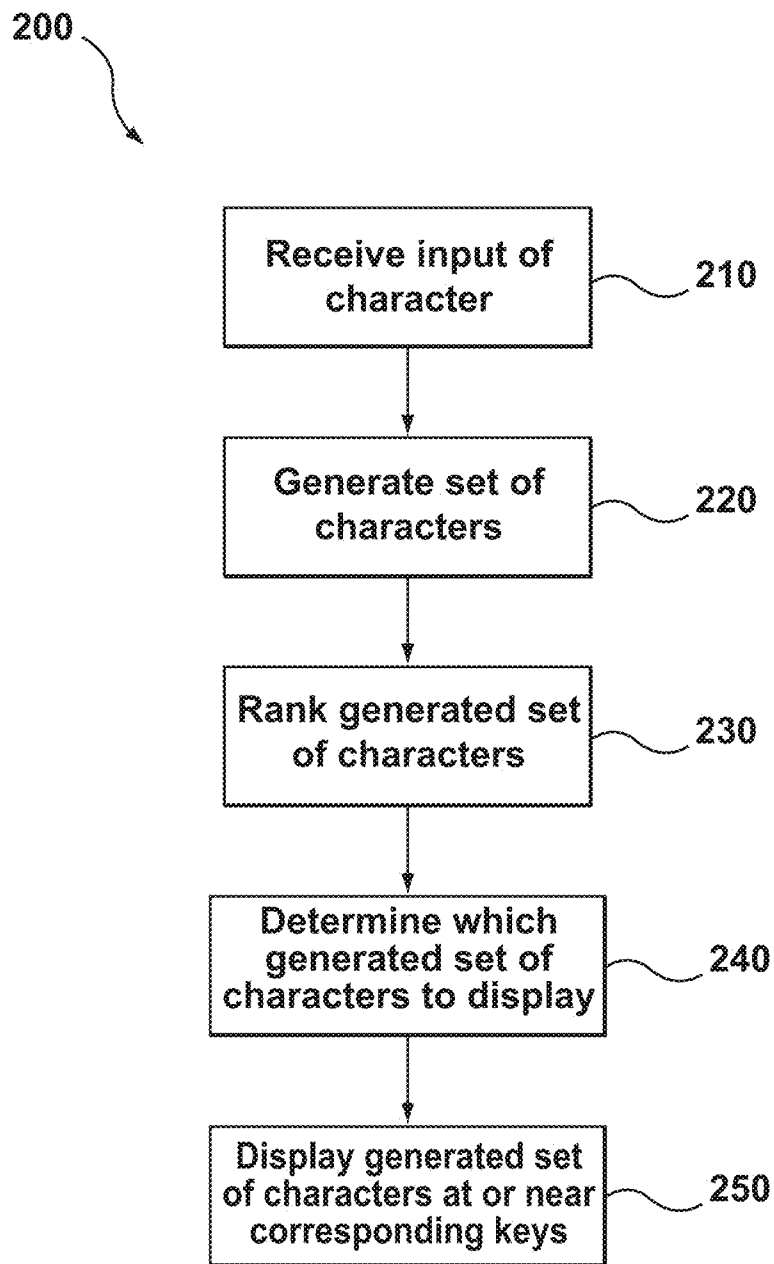 200
Receive input of
character
210
Generate set of
characters
220
Rank generated set
of characters
230
Determine which
generated set of
characters to display
240
Display generated set
of characters at or near
corresponding keys
250